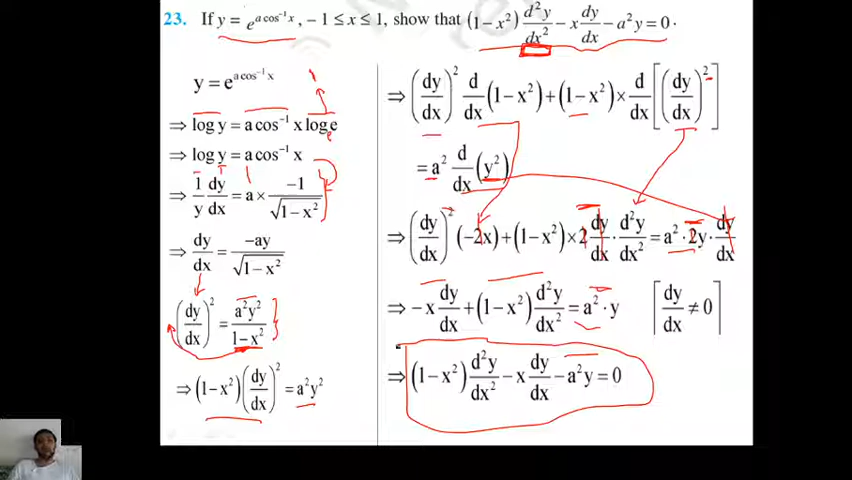 23. If y = e^{a cos⁻¹ x}, – 1 ≤ x ≤ 1, show that (1 – x²) d²y/dx² – x dy/dx – a²y = 0 .
y = e^{a cos⁻¹ x}
⇒ log y = a cos⁻¹ x log e
⇒ log y = a cos⁻¹ x
⇒ 1/y dy/dx = a × –1/√(1–x²)
⇒ dy/dx = –ay/√(1–x²)
(dy/dx)² = a²y²/(1–x²)
⇒ (1–x²)(dy/dx)² = a²y²
⇒ (dy/dx)² d/dx (1–x²) + (1–x²) × d/dx [(dy/dx)²]
= a² d/dx (y²)
⇒ (dy/dx)² (–2x) + (1–x²) × 2 dy/dx · d²y/dx² = a² · 2y · dy/dx
⇒ –x dy/dx + (1–x²) d²y/dx² = a² · y [dy/dx ≠ 0]
⇒ (1–x²) d²y/dx² – x dy/dx – a²y = 0